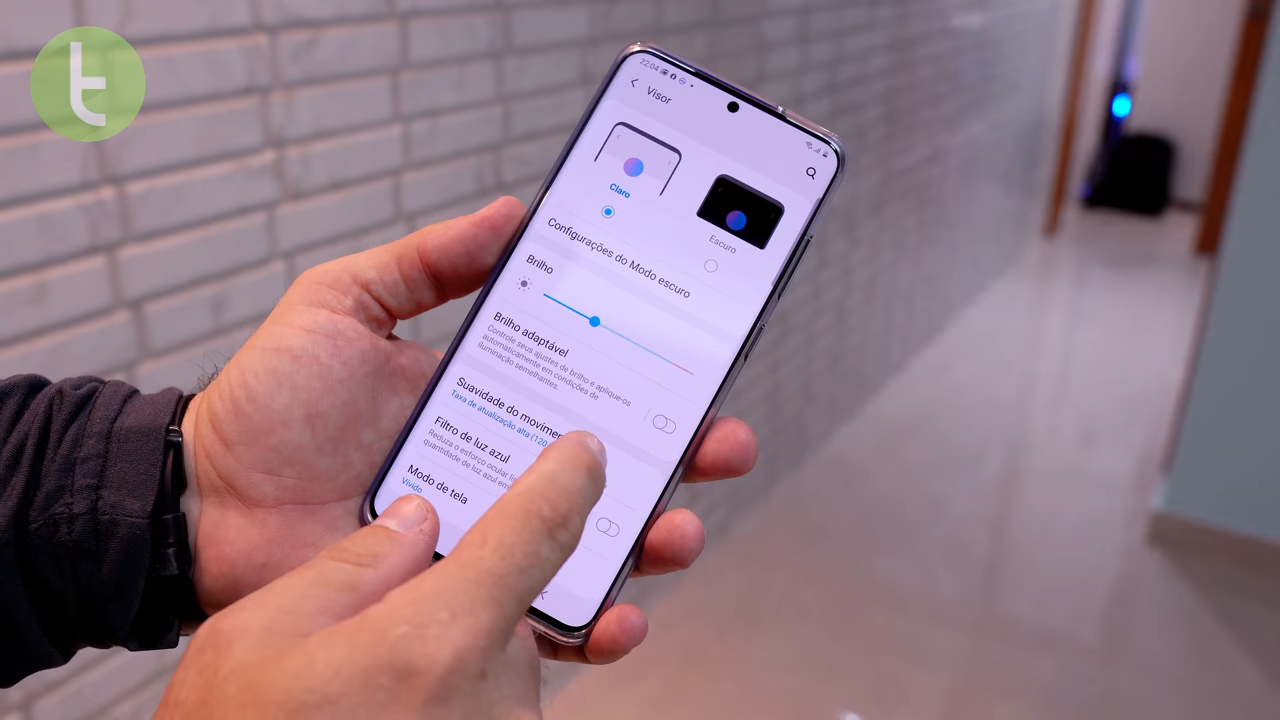 t
22:04
Visor
Claro
Escuro
Configurações do Modo escuro
Brilho
Brilho adaptável
Controle seus ajustes de brilho e aplique-os
automaticamente em condições de
iluminação semelhantes.
Suavidade do movimen
Taxa de atualização alta (120
Filtro de luz azul
Reduza o esforço ocular li
quantidade de luz azul em
Modo de tela
Vívido